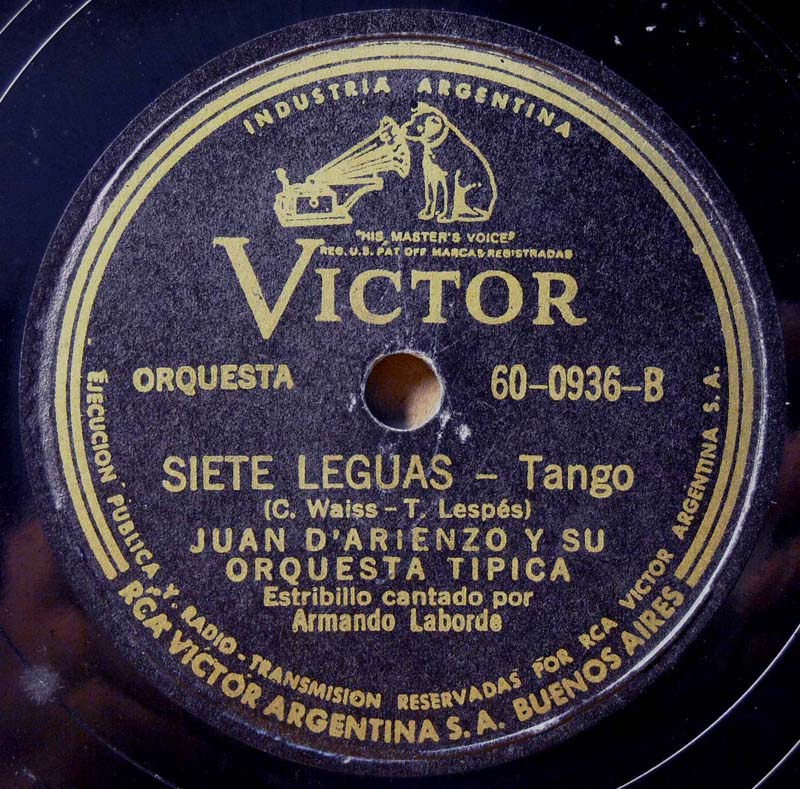 INDUSTRIA ARGENTINA
"HIS MASTER'S VOICE"
REG. U.S. PAT OFF MARCAS REGISTRADAS
VICTOR
ORQUESTA
60-0936-B
SIETE LEGUAS - Tango
(C. Waiss - T. Lespés)
JUAN D'ARIENZO Y SU
ORQUESTA TIPICA
Estribillo cantado por
Armando Laborde
EJECUCION PUBLICA Y RADIO-TRANSMISION RESERVADAS FOR RCA VICTOR ARGENTINA S. A.
RCA VICTOR ARGENTINA S. A. BUENOS AIRES